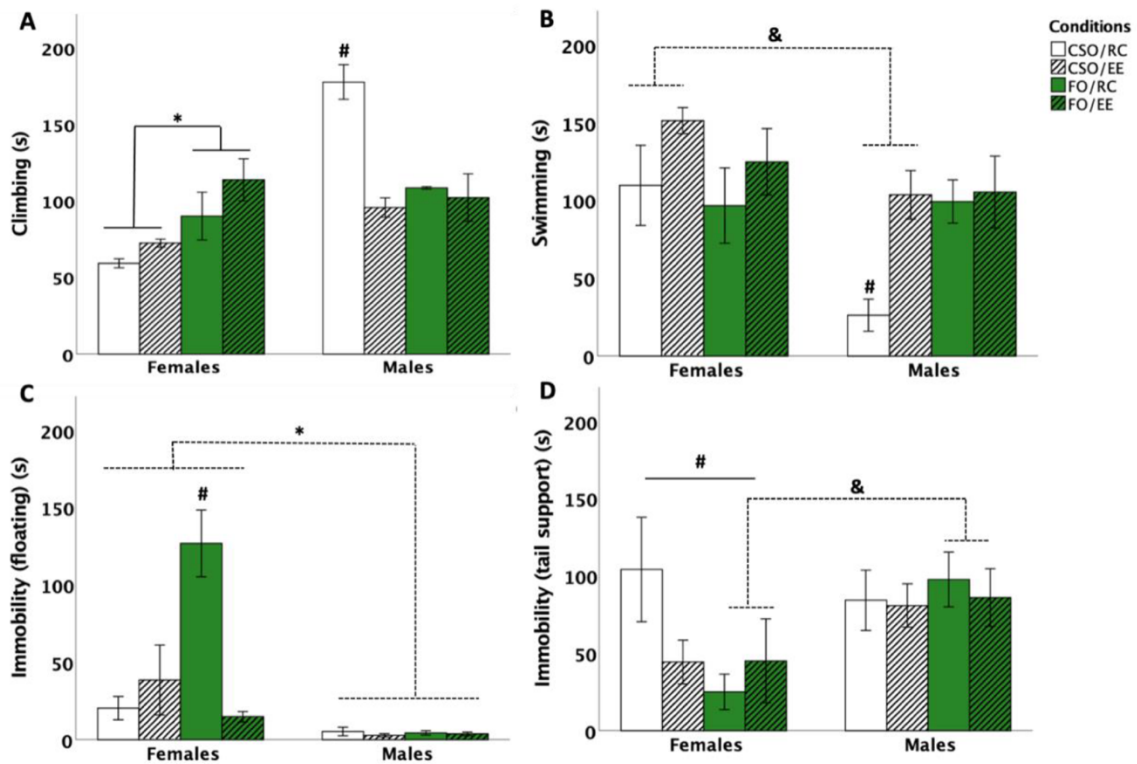 A
Climbing (s)
200
150
100
50
0
#
*
Females
Males
B
Swimming (s)
200
150
100
50
0
&
#
Females
Males
Conditions
CSO/RC
CSO/EE
FO/RC
FO/EE
C
Immobility (floating) (s)
200
150
100
50
0
*
#
Females
Males
D
Immobility (tail support) (s)
200
150
100
50
0
#
&
Females
Males